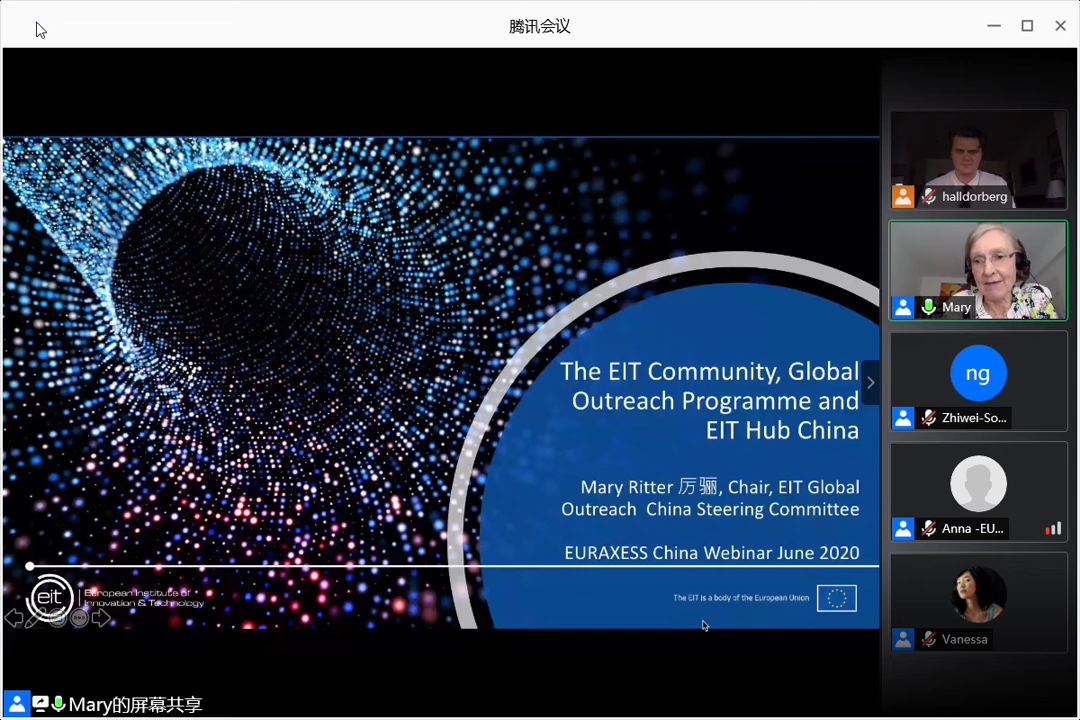 腾讯会议
halldorberg
Mary
ng
Zhiwei-So...
Anna -EU...
Vanessa
The EIT Community, Global
Outreach Programme and
EIT Hub China
Mary Ritter 厉骊, Chair, EIT Global
Outreach China Steering Committee
EURAXESS China Webinar June 2020
eit
European Institute of
Innovation & Technology
The EIT is a body of the European Union
Mary的屏幕共享